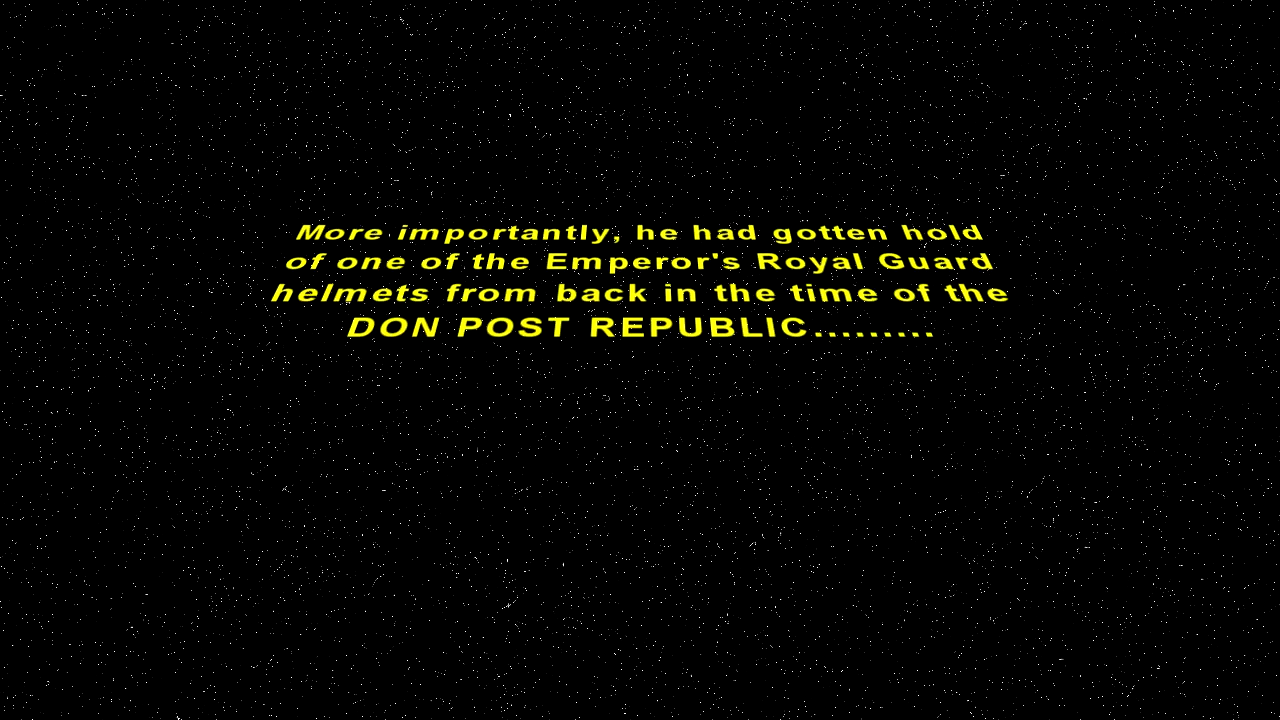 More importantly, he had gotten hold
of one of the Emperor's Royal Guard
helmets from back in the time of the
DON POST REPUBLIC.........